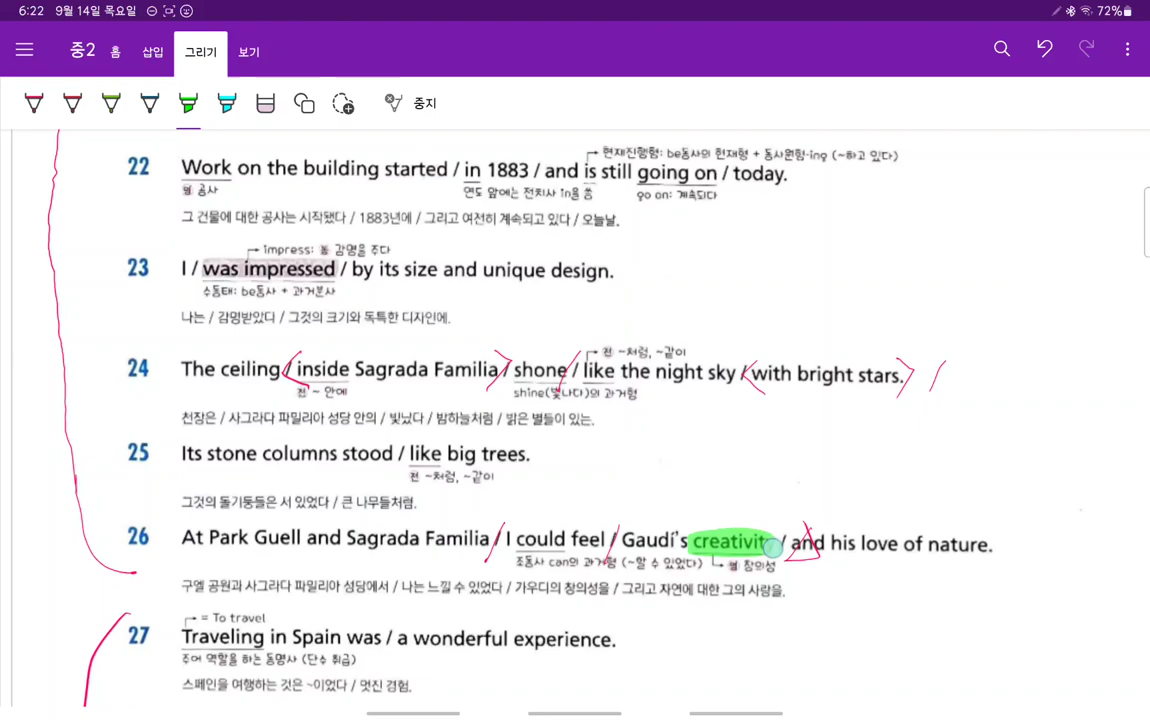 6:22 9월 14일 목요일 72%
중2 홈 삽입 그리기 보기
중지
현재진행형: be동사의 현재형 + 동사원형-ing (~하고 있다)
22 Work on the building started / in 1883 / and is still going on / today.
명 공사 연도 앞에는 전치사 in을 씀 go on: 계속되다
그 건물에 대한 공사는 시작됐다 / 1883년에 / 그리고 여전히 계속되고 있다 / 오늘날.
impress: 동 감명을 주다
23 I / was impressed / by its size and unique design.
수동태: be동사 + 과거분사
나는 / 감명받았다 / 그것의 크기와 독특한 디자인에.
전 ~처럼, ~같이
24 The ceiling / inside Sagrada Familia / shone / like the night sky / with bright stars.
전 ~ 안에 shine(빛나다)의 과거형
천장은 / 사그라다 파밀리아 성당 안의 / 빛났다 / 밤하늘처럼 / 밝은 별들이 있는.
25 Its stone columns stood / like big trees.
전 ~처럼, ~같이
그것의 돌기둥들은 서 있었다 / 큰 나무들처럼.
26 At Park Guell and Sagrada Familia / I could feel / Gaudí's creativity / and his love of nature.
조동사 can의 과거형 (~할 수 있었다) 명 창의성
구엘 공원과 사그라다 파밀리아 성당에서 / 나는 느낄 수 있었다 / 가우디의 창의성을 / 그리고 자연에 대한 그의 사랑을.
= To travel
27 Traveling in Spain was / a wonderful experience.
주어 역할을 하는 동명사 (단수 취급)
스페인을 여행하는 것은 ~이었다 / 멋진 경험.